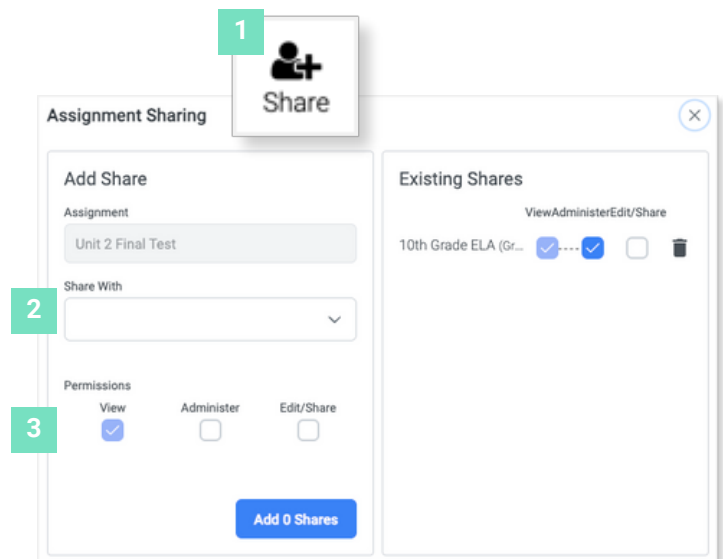 1
Share
Assignment Sharing
Add Share
Assignment
Unit 2 Final Test
2
Share With
Permissions
View Administer Edit/Share
3
Add 0 Shares
Existing Shares
ViewAdministerEdit/Share
10th Grade ELA (Gr...